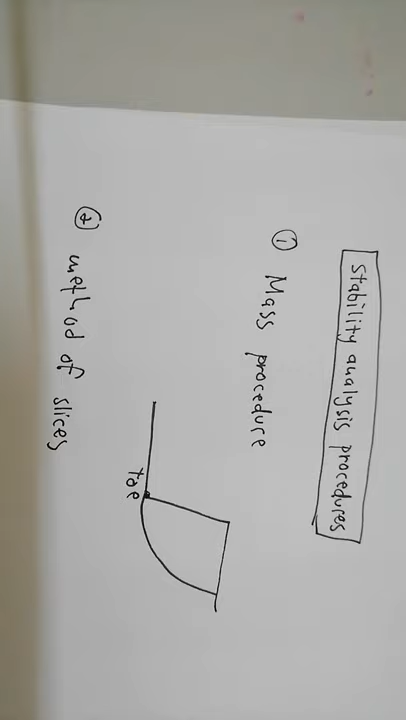 Stability analysis procedures
① Mass procedure
Toe
② method of slices